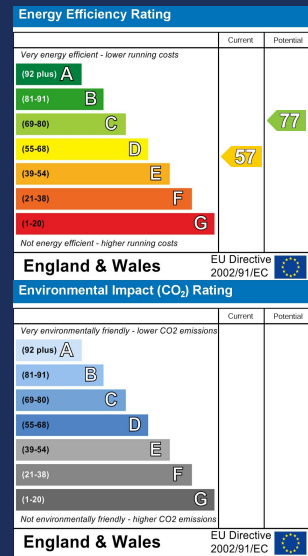 Energy Efficiency Rating
Current Potential
Very energy efficient - lower running costs
(92 plus) A
(81-91) B
(69-80) C
77
(55-68) D
57
(39-54) E
(21-38) F
(1-20) G
Not energy efficient - higher running costs
England & Wales
EU Directive
2002/91/EC
Environmental Impact (CO₂) Rating
Current Potential
Very environmentally friendly - lower CO2 emissions
(92 plus) A
(81-91) B
(69-80) C
(55-68) D
(39-54) E
(21-38) F
(1-20) G
Not environmentally friendly - higher CO2 emissions
England & Wales
EU Directive
2002/91/EC